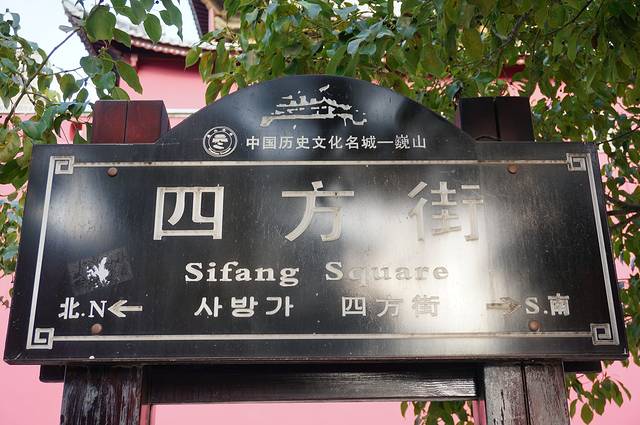 中国历史文化名城—巍山
四方街
Sifang Square
北.N← 사방가 四方街 →S.南